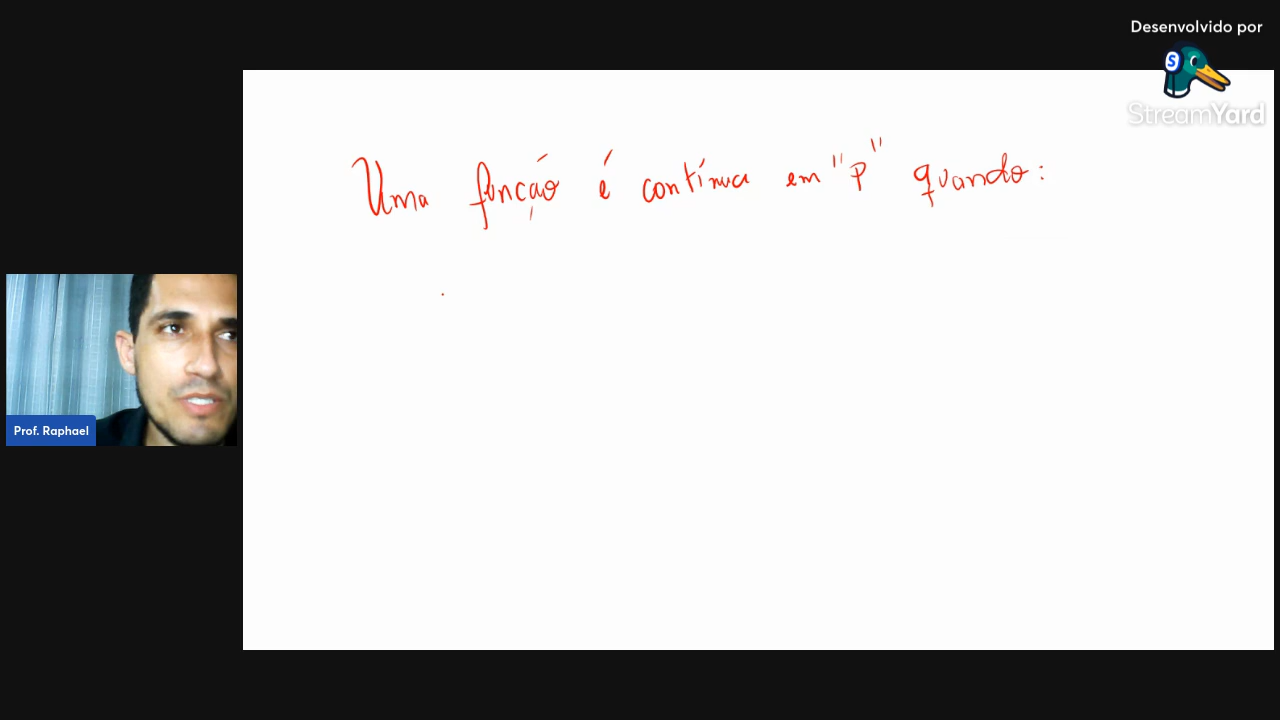 Desenvolvido por
StreamYard
Uma função é contínua em "p" quando:
Prof. Raphael